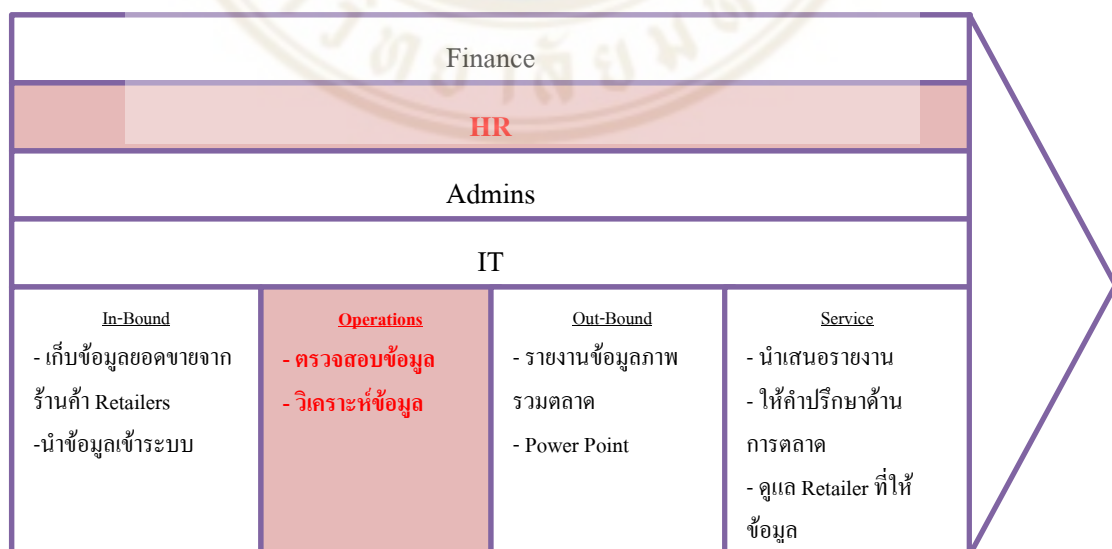 Finance
HR
Admins
IT
In-Bound
- เก็บข้อมูลยอดขายจาก
ร้านค้า Retailers
-นำข้อมูลเข้าระบบ
Operations
- ตรวจสอบข้อมูล
- วิเคราะห์ข้อมูล
Out-Bound
- รายงานข้อมูลภาพ
รวมตลาด
- Power Point
Service
- นำเสนอรายงาน
- ให้คำปรึกษาด้าน
การตลาด
- ดูแล Retailer ที่ให้
ข้อมูล